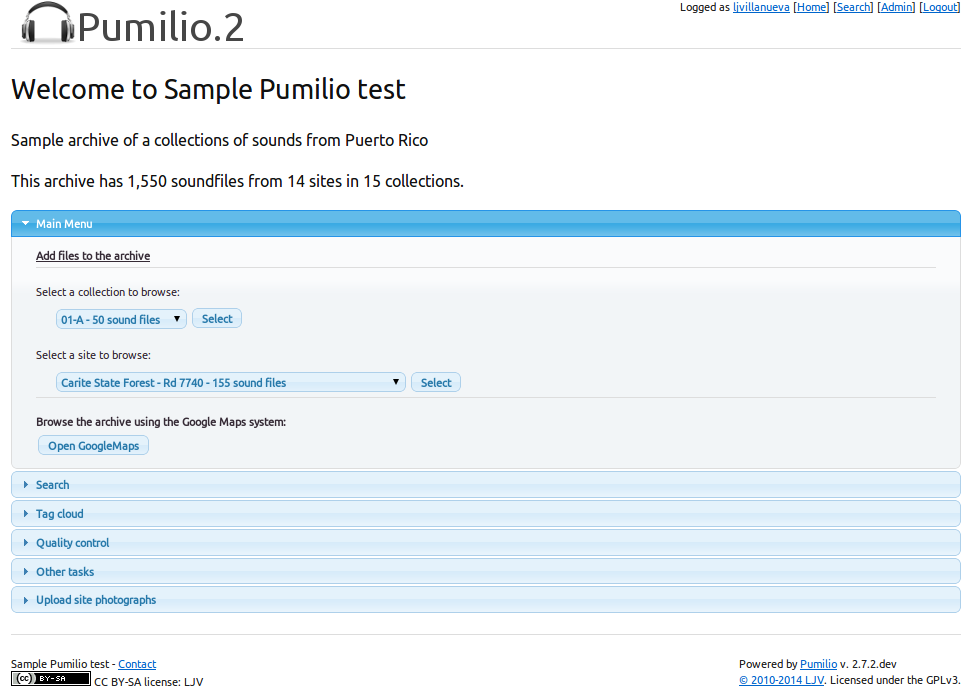 Pumilio.2
Logged as ljvillanueva [Home] [Search] [Admin] [Logout]
Welcome to Sample Pumilio test
Sample archive of a collections of sounds from Puerto Rico
This archive has 1,550 soundfiles from 14 sites in 15 collections.
Main Menu
Add files to the archive
Select a collection to browse:
01-A - 50 sound files Select
Select a site to browse:
Carite State Forest - Rd 7740 - 155 sound files Select
Browse the archive using the Google Maps system:
Open GoogleMaps
Search
Tag cloud
Quality control
Other tasks
Upload site photographs
Sample Pumilio test - Contact
(cc) BY-SA CC BY-SA license: LJV
Powered by Pumilio v. 2.7.2.dev
© 2010-2014 LJV. Licensed under the GPLv3.